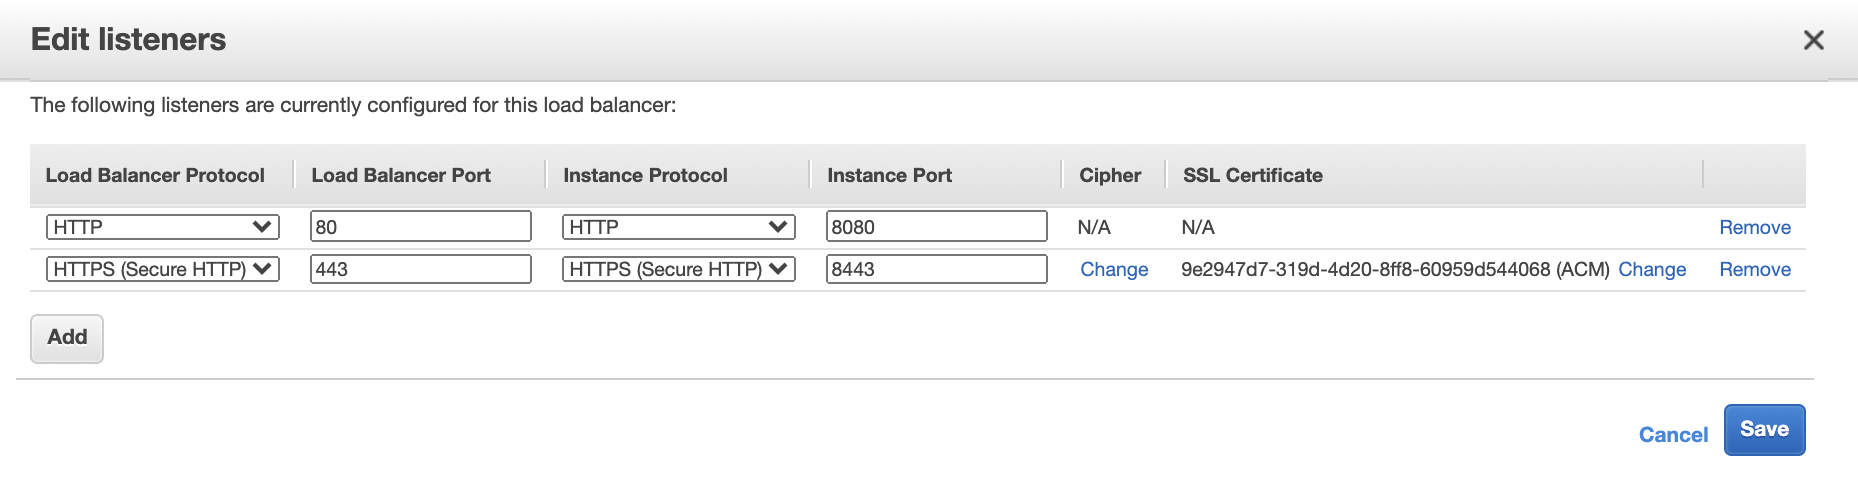 Edit listeners
The following listeners are currently configured for this load balancer:
Load Balancer Protocol Load Balancer Port Instance Protocol Instance Port Cipher SSL Certificate
HTTP 80 HTTP 8080 N/A N/A Remove
HTTPS (Secure HTTP) 443 HTTPS (Secure HTTP) 8443 Change 9e2947d7-319d-4d20-8ff8-60959d544068 (ACM) Change Remove
Add
Cancel Save